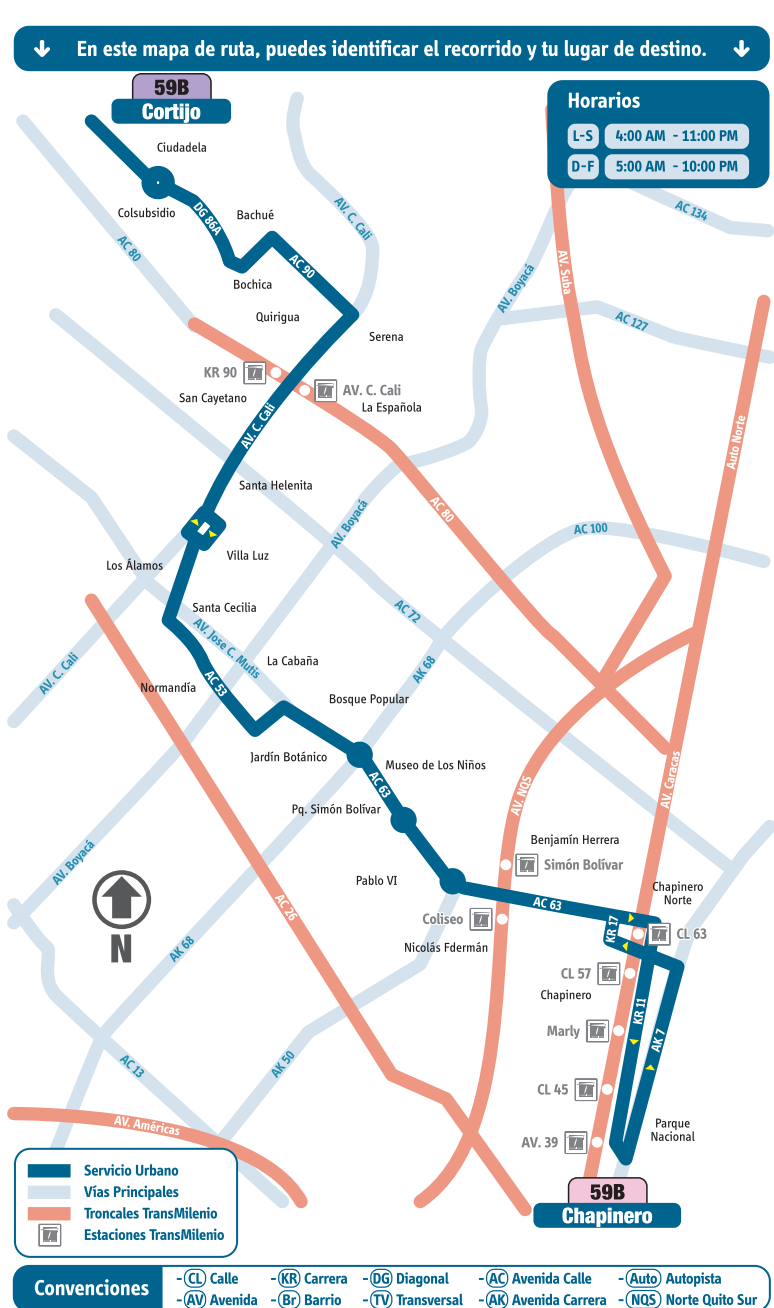 En este mapa de ruta, puedes identificar el recorrido y tu lugar de destino.
59B
Cortijo
Horarios
L-S 4:00 AM - 11:00 PM
D-F 5:00 AM - 10:00 PM
Ciudadela
Colsubsidio
DG 86A
Bachué
AV. C. Cali
AC 134
AC 80
AC 90
Bochica
AV. Boyacá
AV. Suba
Quirigua
Serena
AC 127
KR 90
AV. C. Cali
San Cayetano
La Española
AV. C. Cali
Auto Norte
Santa Helenita
AV. Boyacá
AC 80
AC 100
Villa Luz
Los Álamos
Santa Cecilia
AC 72
AV. Jose C. Mutis
La Cabaña
AK 68
AV. C. Cali
Normandía
AC 53
Bosque Popular
Jardín Botánico
Museo de Los Niños
AC 63
AV. NQS
AV. Caracas
Pq. Simón Bolívar
Benjamín Herrera
Simón Bolívar
AV. Boyacá
Pablo VI
Chapinero
Norte
AC 63
AC 26
Coliseo
KR 17
CL 63
N
AK 68
Nicolás Fderman
CL 57
Chapinero
KR 11
Marly
AK 7
AC 13
AK 50
CL 45
AV. Américas
AV. 39
Parque
Nacional
Servicio Urbano
Vías Principales
Troncales TransMilenio
Estaciones TransMilenio
59B
Chapinero
Convenciones
- CL Calle - KR Carrera - DG Diagonal - AC Avenida Calle - Auto Autopista
- AV Avenida - Br Barrio - TV Transversal - AK Avenida Carrera - NQS Norte Quito Sur